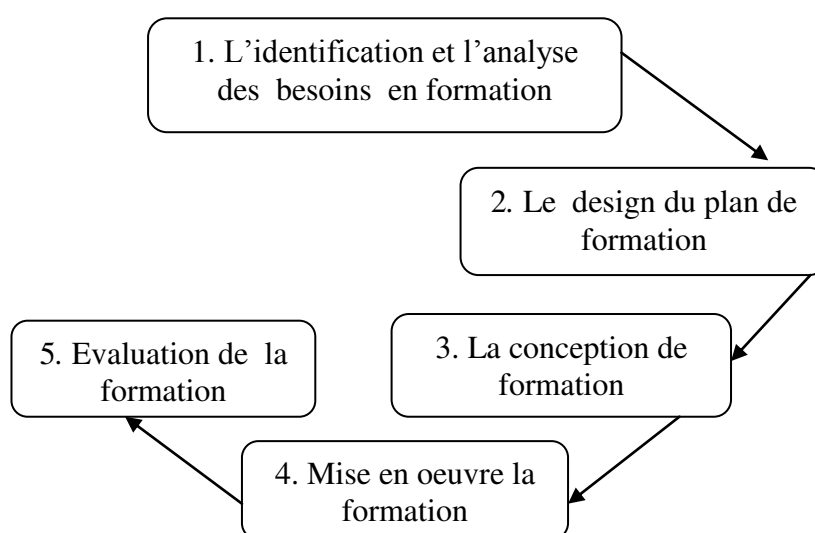 1. L’identification et l’analyse
des besoins en formation
2. Le design du plan de
formation
3. La conception de
formation
4. Mise en oeuvre la
formation
5. Evaluation de la
formation